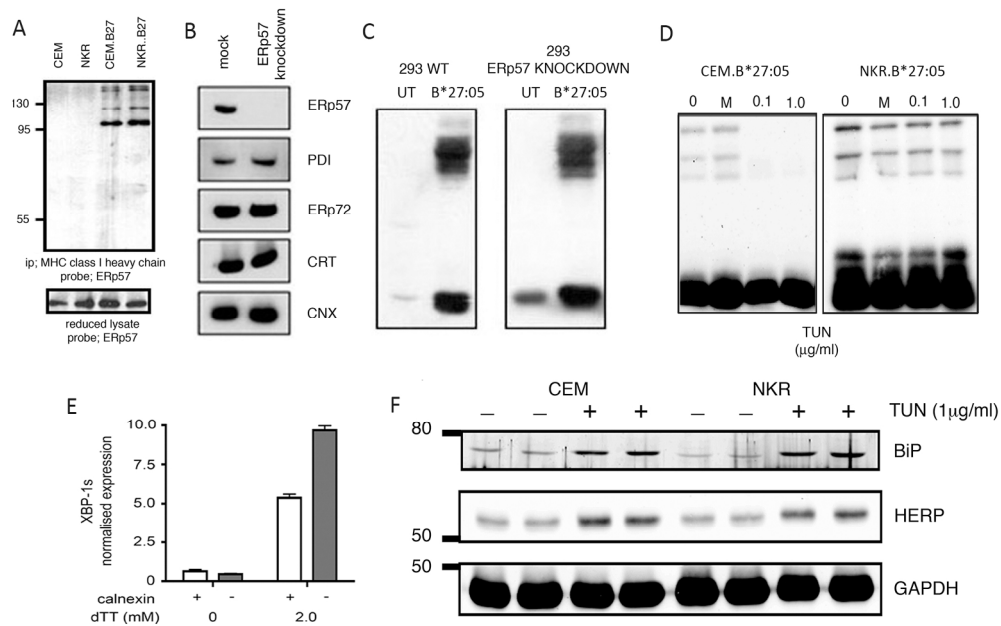 A
CEM
NKR
CEM.B27
NKR..B27
130
95
55
ip; MHC class I heavy chain
probe; ERp57
reduced lysate
probe; ERp57
B
mock
ERp57
knockdown
ERp57
PDI
ERp72
CRT
CNX
C
293 WT
293
ERp57 KNOCKDOWN
UT B*27:05
UT B*27:05
D
CEM.B*27:05
NKR.B*27:05
0 M 0.1 1.0
0 M 0.1 1.0
TUN
(µg/ml)
E
XBP-1s
normalised expression
10.0
7.5
5.0
2.5
0
calnexin + - + -
dTT (mM) 0 2.0
F
CEM NKR
– – + + – – + + TUN (1µg/ml)
80
BiP
HERP
50
50
GAPDH